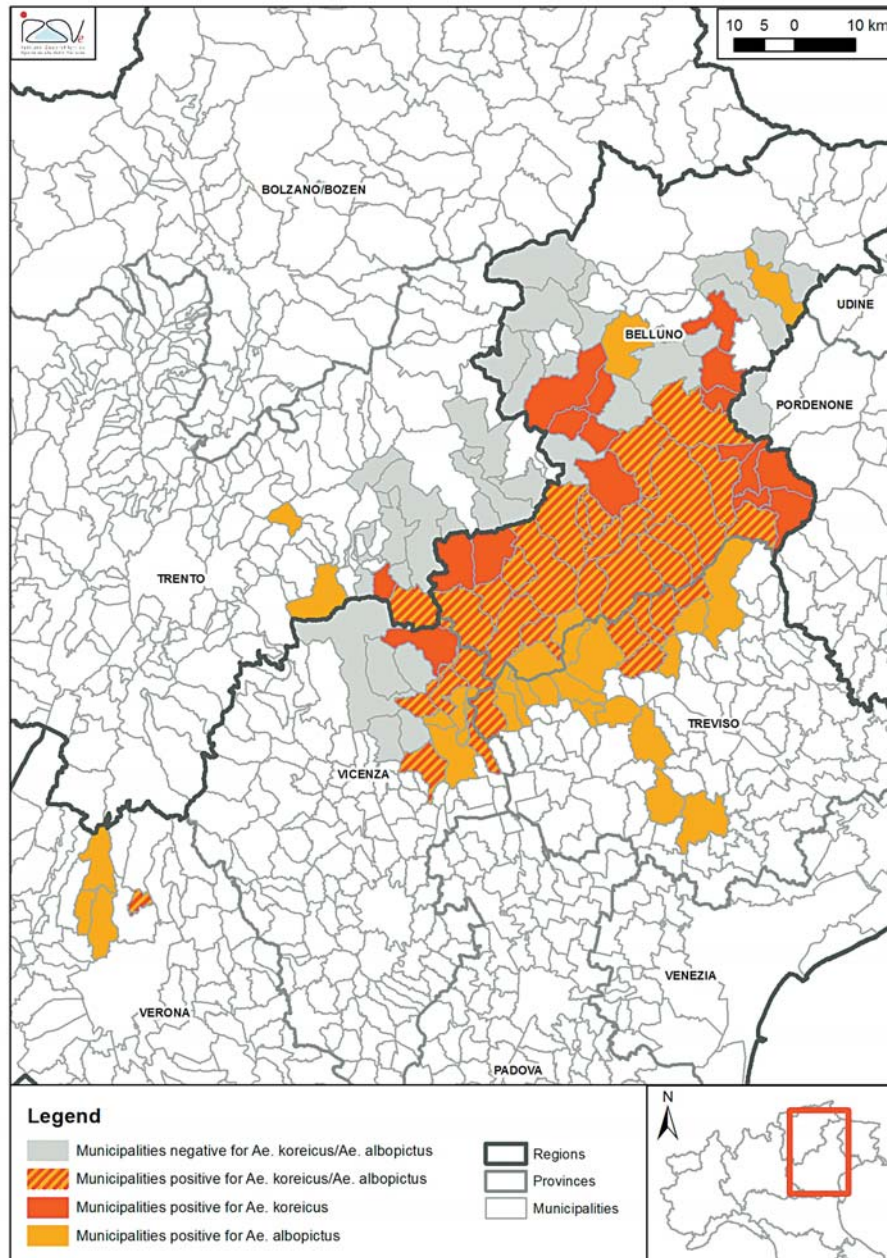 10 5 0 10 km
BOLZANO/BOZEN
UDINE
BELLUNO
PORDENONE
TRENTO
TREVISO
VICENZA
VENEZIA
VERONA
PADOVA
Legend
Municipalities negative for Ae. koreicus/Ae. albopictus
Municipalities positive for Ae. koreicus/Ae. albopictus
Municipalities positive for Ae. koreicus
Municipalities positive for Ae. albopictus
Regions
Provinces
Municipalities
N